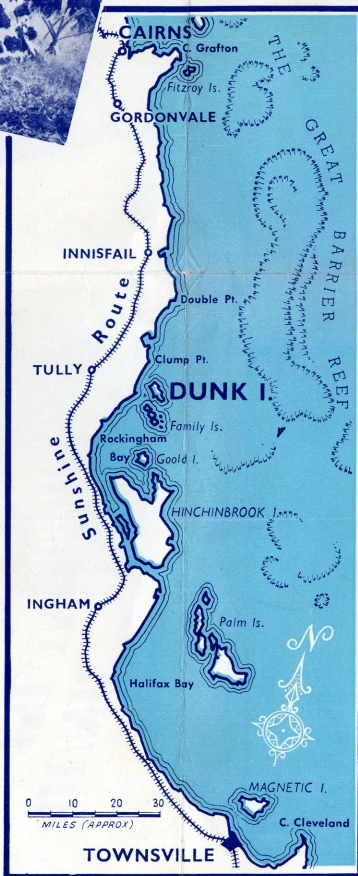 CAIRNS
C. Grafton
THE
Fitzroy Is.
GORDONVALE
GREAT
BARRIER
REEF
INNISFAIL
Double Pt.
Sunshine Route
Clump Pt.
TULLY
DUNK I.
Family Is.
Rockingham
Bay
Goold I.
HINCHINBROOK I.
INGHAM
Palm Is.
N
Halifax Bay
MAGNETIC I.
0 10 20 30
MILES (APPROX)
C. Cleveland
TOWNSVILLE